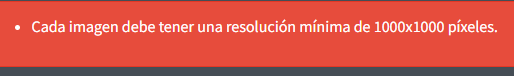 • Cada imagen debe tener una resolución mínima de 1000x1000 píxeles.